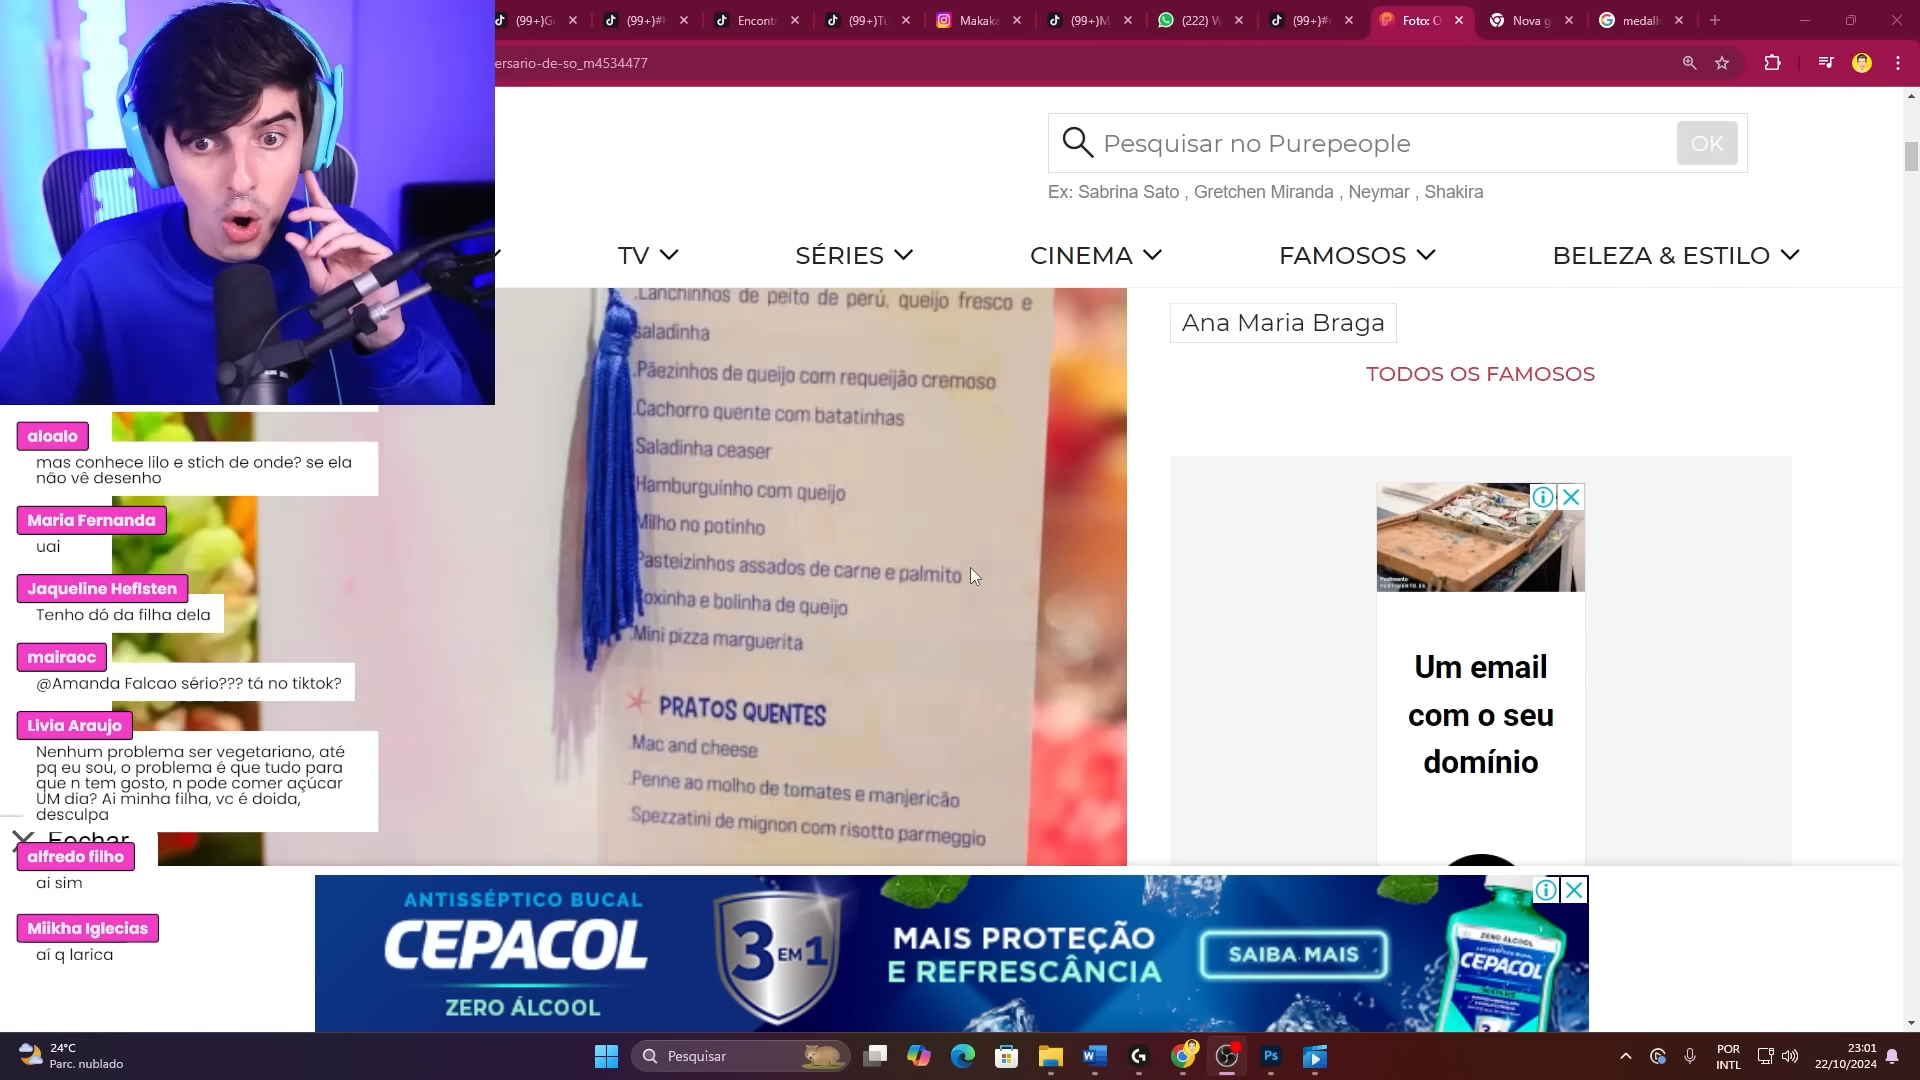 (99+)Ge
(99+)#h
Encont
(99+)Tu
Makak
(99+)M
(222) W
(99+)#
Foto: O
Nova g
medalh
ersario-de-so_m4534477
Pesquisar no Purepeople
OK
Ex: Sabrina Sato , Gretchen Miranda , Neymar , Shakira
TV
SÉRIES
CINEMA
FAMOSOS
BELEZA & ESTILO
.Lanchinhos de peito de perú, queijo fresco e
saladinha
.Pãezinhos de queijo com requeijão cremoso
.Cachorro quente com batatinhas
.Saladinha ceaser
.Hamburguinho com queijo
Milho no potinho
Pasteizinhos assados de carne e palmito
oxinha e bolinha de queijo
.Mini pizza marguerita
PRATOS QUENTES
.Mac and cheese
.Penne ao molho de tomates e manjericão
.Spezzatini de mignon com risotto parmeggio
Ana Maria Braga
TODOS OS FAMOSOS
Um email
com o seu
domínio
aloalo
mas conhece lilo e stich de onde? se ela
não vê desenho
Maria Fernanda
uai
Jaqueline Heflsten
Tenho dó da filha dela
mairaoc
@Amanda Falcao sério??? tá no tiktok?
Livia Araujo
Nenhum problema ser vegetariano, até
pq eu sou, o problema é que tudo para
que n tem gosto, n pode comer açúcar
UM dia? Ai minha filha, vc é doida,
desculpa
Fechar
alfredo filho
ai sim
Miikha Iglecias
aí q larica
ANTISSÉPTICO BUCAL
CEPACOL
ZERO ÁLCOOL
3 EM 1
MAIS PROTEÇÃO
E REFRESCÂNCIA
SAIBA MAIS
ZERO ÁLCOOL
CEPACOL
24°C
Parc. nublado
Pesquisar
POR
INTL
23:01
22/10/2024